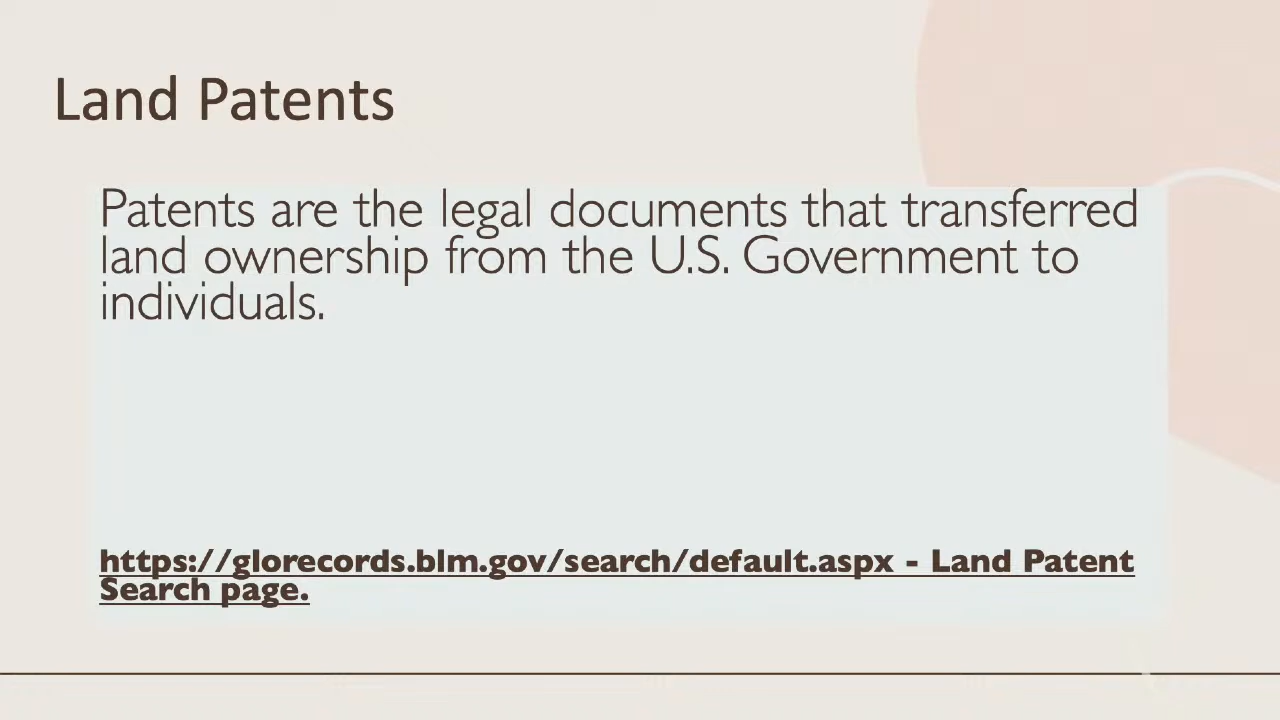 Land Patents
Patents are the legal documents that transferred
land ownership from the U.S. Government to
individuals.
https://glorecords.blm.gov/search/default.aspx - Land Patent
Search page.